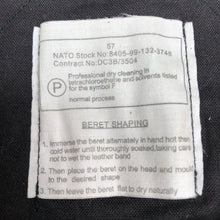 57
NATO Stock No: 8405-99-132-3746
Contract No: DC3B/3504
Professional dry cleaning in
tetrachloroethene and solvents listed
for the symbol F
P
normal process
BERET SHAPING
1. Immerse the beret alternately in hand hot then
cold water until thoroughly soaked, taking care
not to wet the leather band
2. Then place the beret on the head and mould
to the desired shape
3. Then leave the beret flat to dry naturally